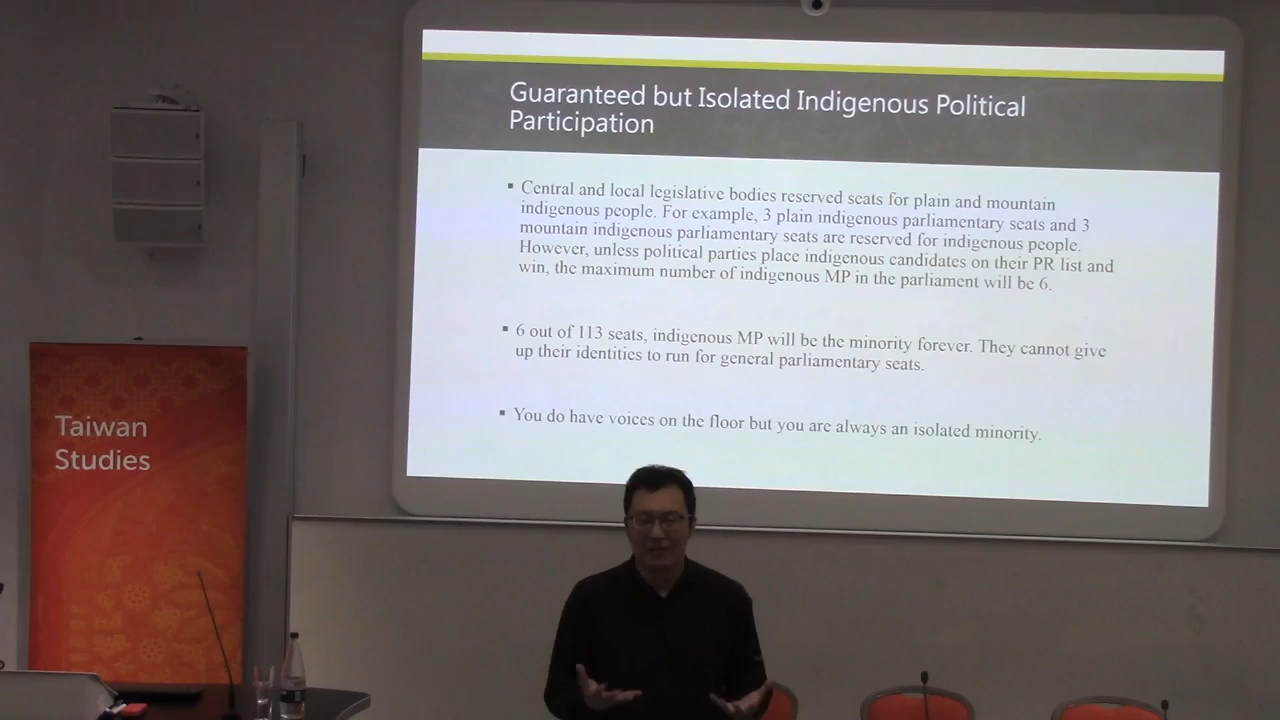 Guaranteed but Isolated Indigenous Political
Participation
▪ Central and local legislative bodies reserved seats for plain and mountain
indigenous people. For example, 3 plain indigenous parliamentary seats and 3
mountain indigenous parliamentary seats are reserved for indigenous people.
However, unless political parties place indigenous candidates on their PR list and
win, the maximum number of indigenous MP in the parliament will be 6.
▪ 6 out of 113 seats, indigenous MP will be the minority forever. They cannot give
up their identities to run for general parliamentary seats.
▪ You do have voices on the floor but you are always an isolated minority.
Taiwan
Studies